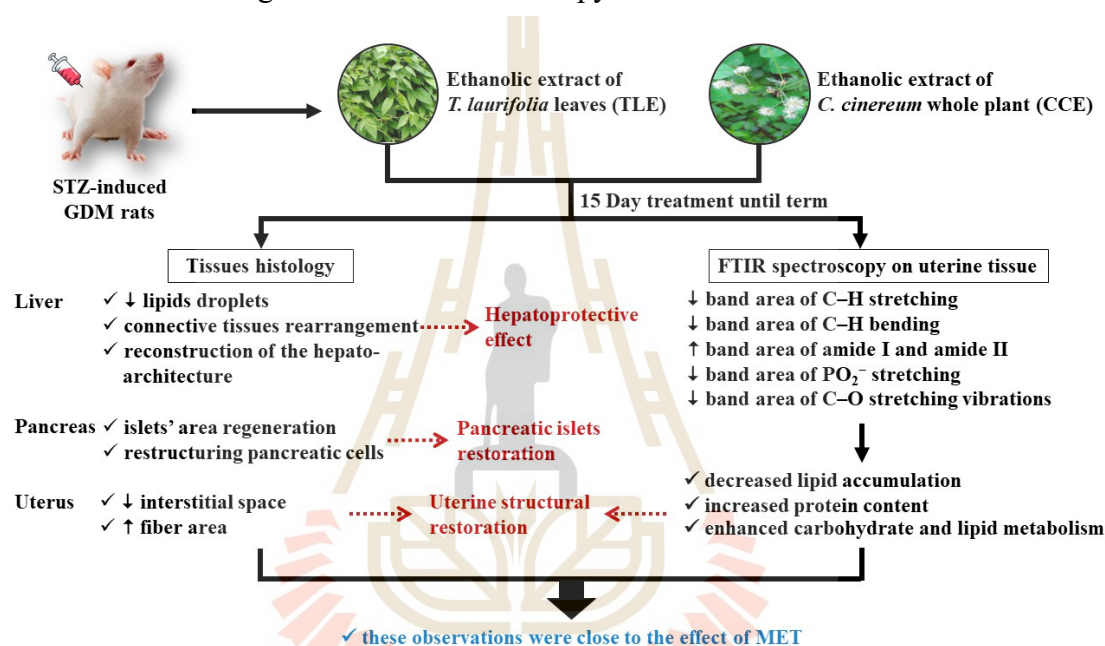 Ethanolic extract of
T. laurifolia leaves (TLE)
Ethanolic extract of
C. cinereum whole plant (CCE)
STZ-induced
GDM rats
15 Day treatment until term
Tissues histology
Liver
✓ ↓ lipids droplets
✓ connective tissues rearrangement
✓ reconstruction of the hepato-
architecture
Hepatoprotective
effect
Pancreas
✓ islets’ area regeneration
✓ restructuring pancreatic cells
Pancreatic islets
restoration
Uterus
✓ ↓ interstitial space
✓ ↑ fiber area
Uterine structural
restoration
FTIR spectroscopy on uterine tissue
↓ band area of C–H stretching
↓ band area of C–H bending
↑ band area of amide I and amide II
↓ band area of PO₂⁻ stretching
↓ band area of C–O stretching vibrations
✓ decreased lipid accumulation
✓ increased protein content
✓ enhanced carbohydrate and lipid metabolism
✓ these observations were close to the effect of MET